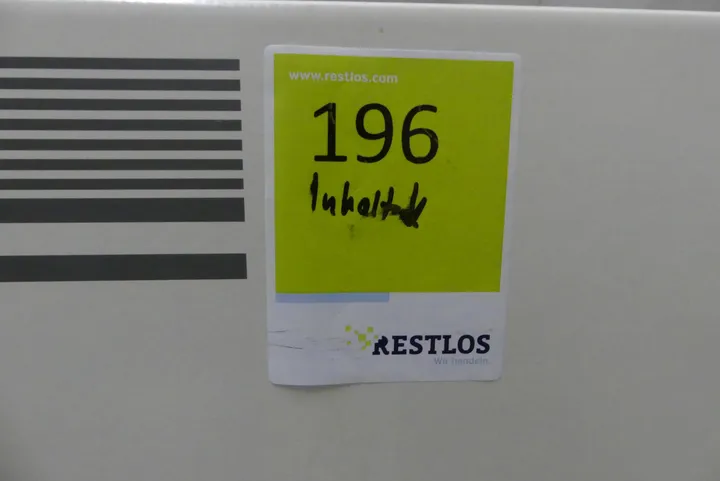 www.restlos.com
196
Inhalt
RESTLOS
Wir handeln.